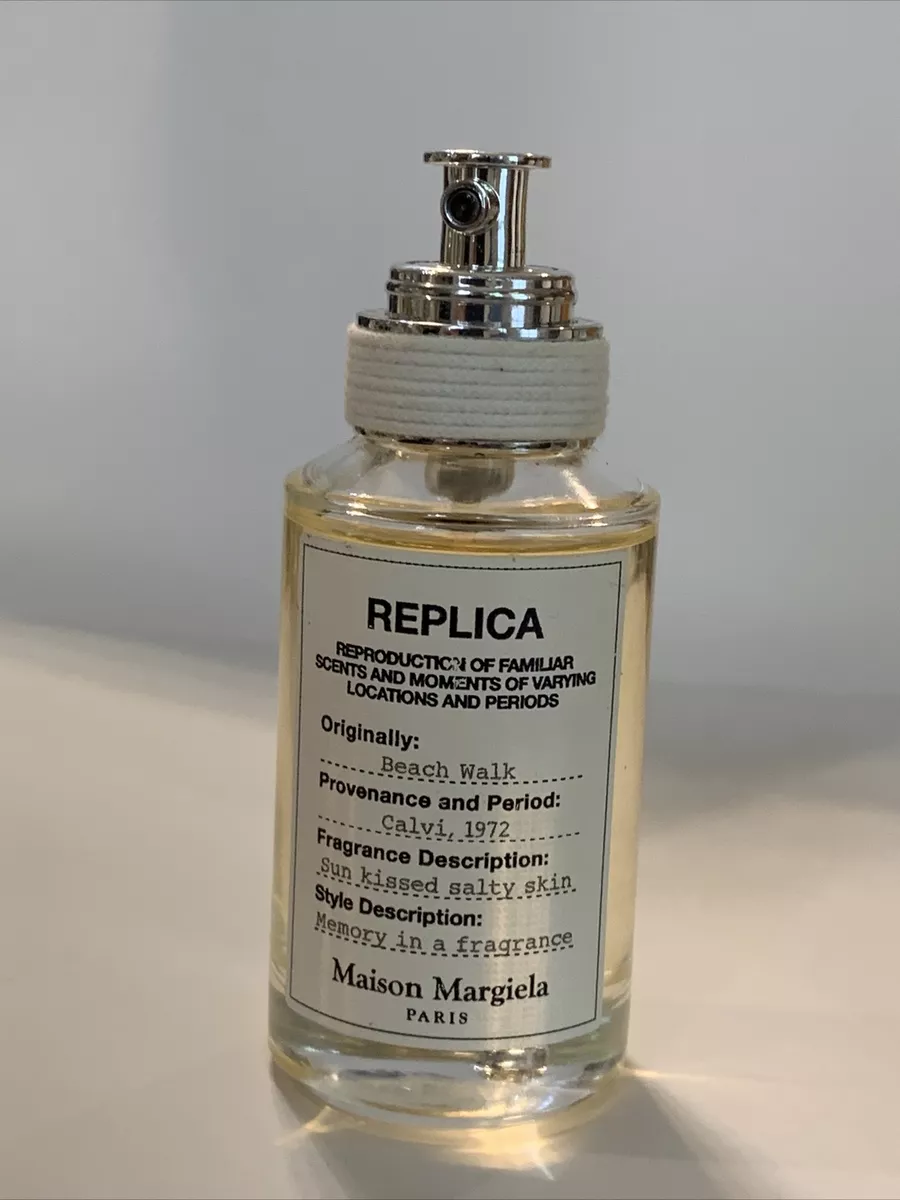 REPLICA
REPRODUCTION OF FAMILIAR
SCENTS AND MOMENTS OF VARYING
LOCATIONS AND PERIODS
Originally:
Beach Walk
Provenance and Period:
Calvi, 1972
Fragrance Description:
Sun kissed salty skin
Style Description:
Memory in a fragrance
Maison Margiela
PARIS